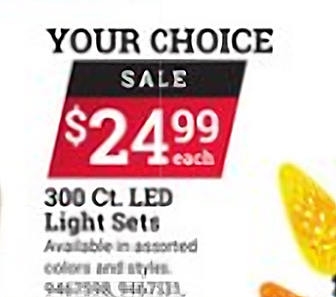 YOUR CHOICE
SALE
$24.99
each
300 Ct. LED
Light Sets
Available in assorted
colors and styles.